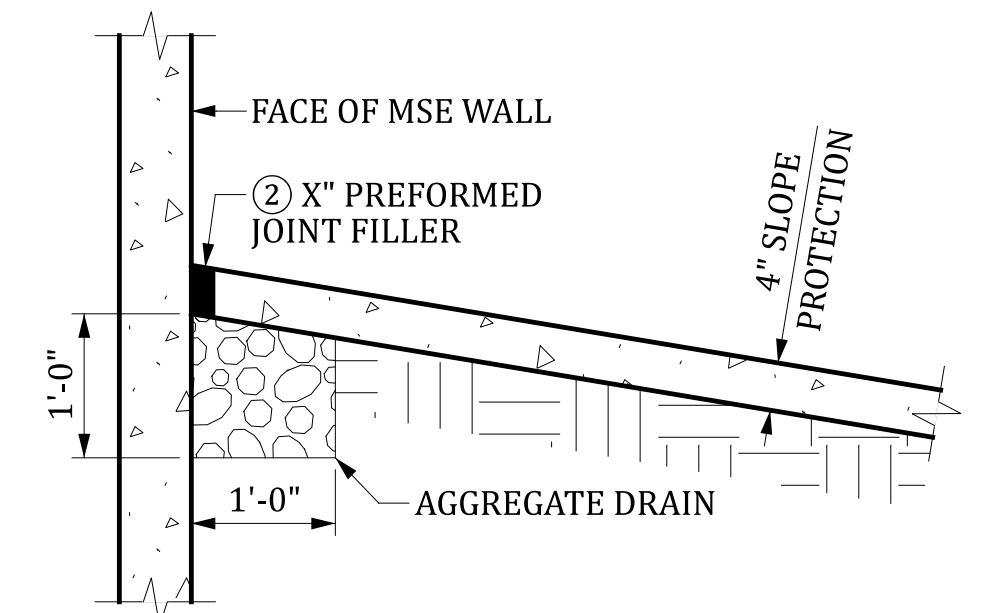 FACE OF MSE WALL
② X" PREFORMED
JOINT FILLER
4" SLOPE
PROTECTION
1'-0"
1'-0"
AGGREGATE DRAIN